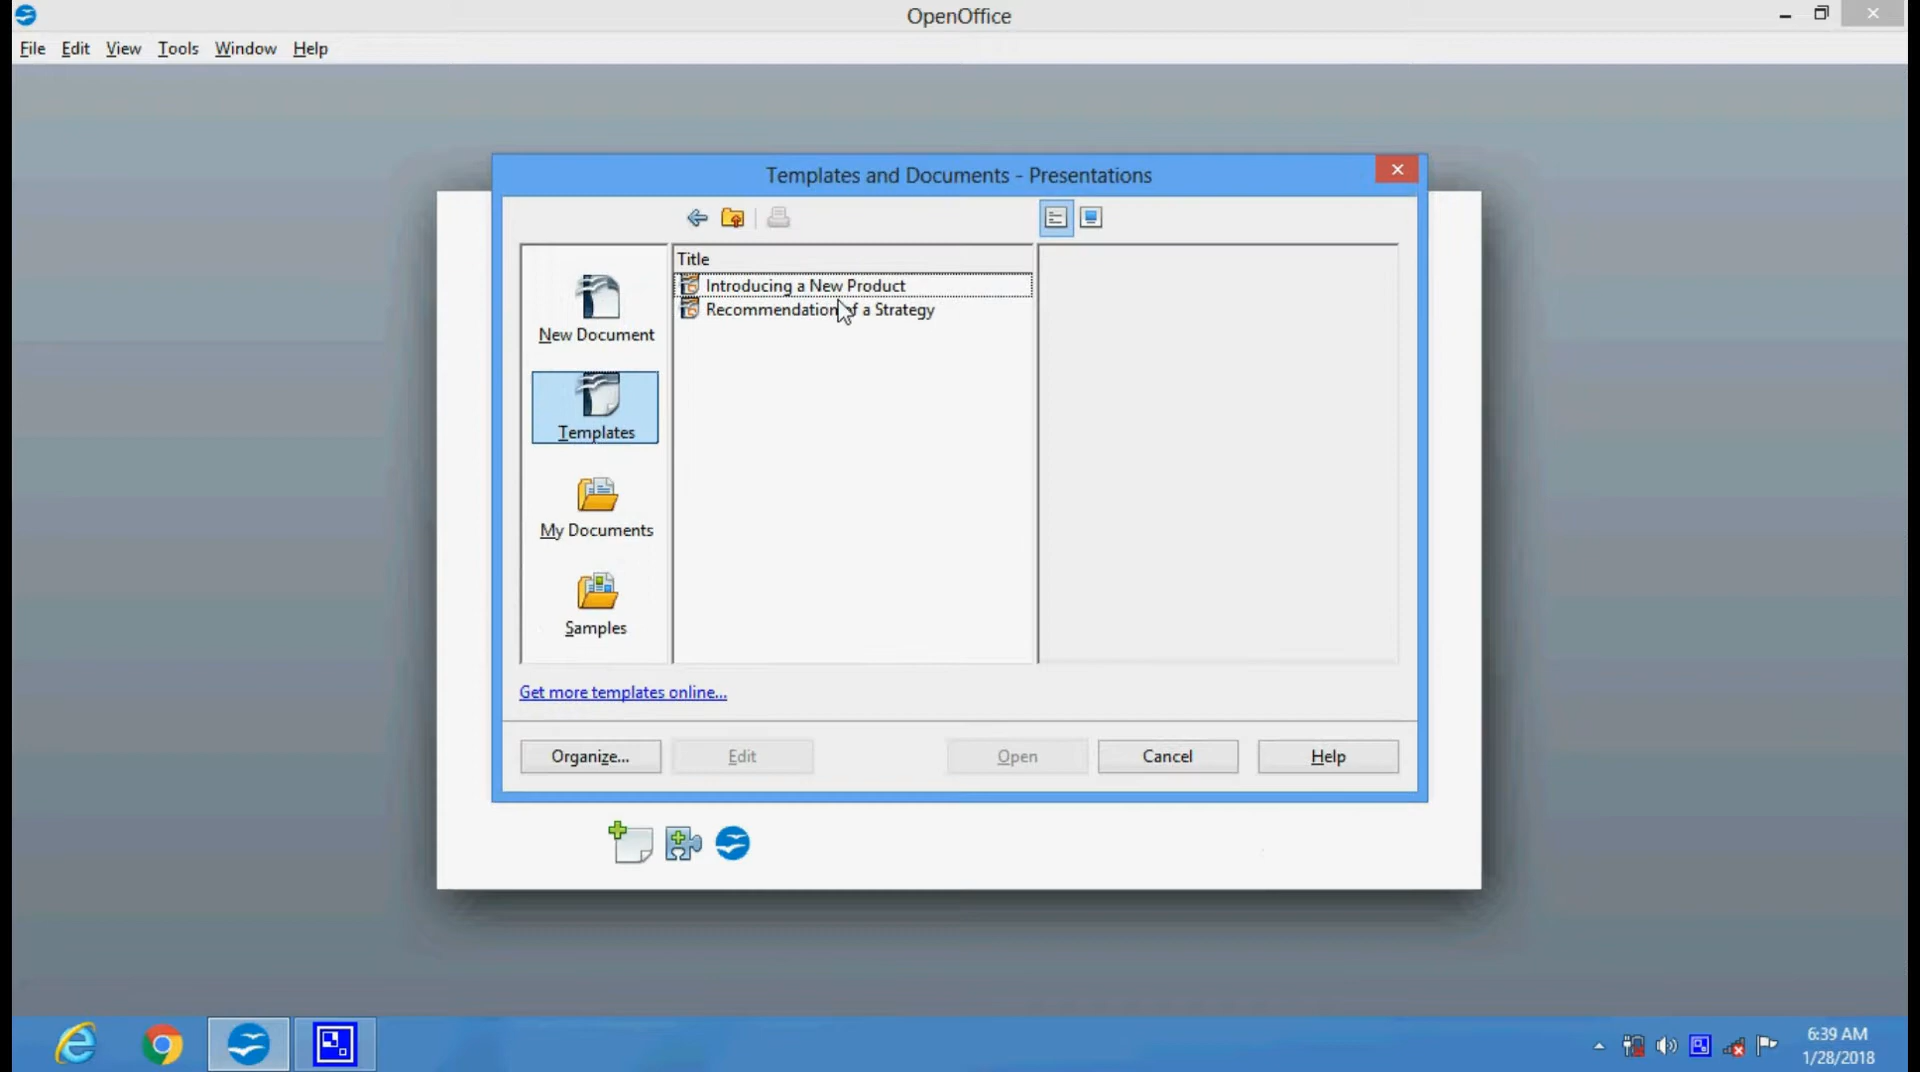 OpenOffice
File Edit View Tools Window Help
Templates and Documents - Presentations
Title
Introducing a New Product
Recommendation of a Strategy
New Document
Templates
My Documents
Samples
Get more templates online...
Organize... Edit Open Cancel Help
6:39 AM
1/28/2018